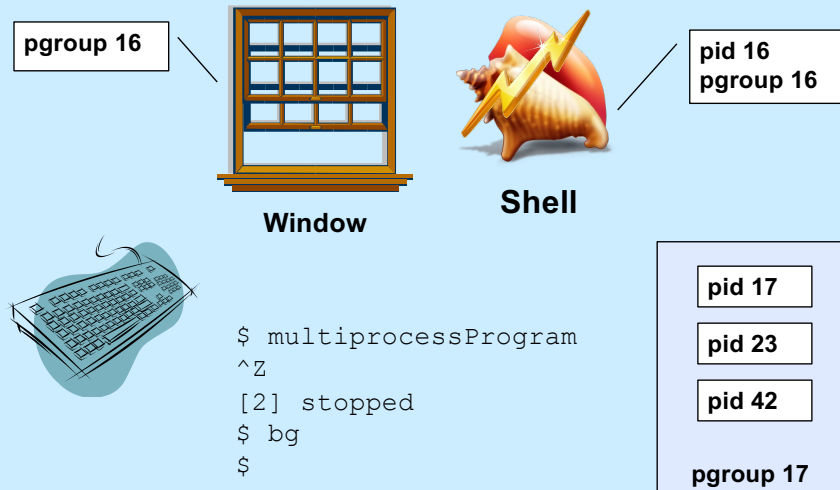 pgroup 16
pid 16
pgroup 16
Window
Shell
$ multiprocessProgram
^Z
[2] stopped
$ bg
$
pid 17
pid 23
pid 42
pgroup 17